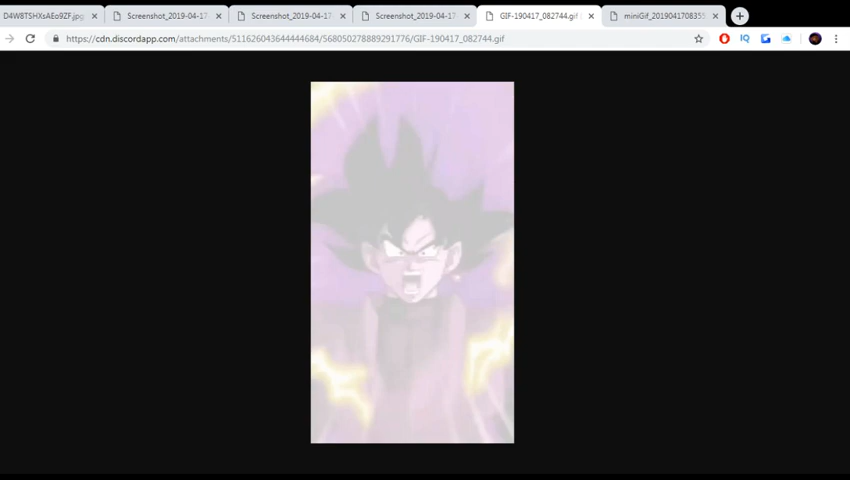 D4W8TSHXsAEo9ZF.jpg
Screenshot_2019-04-17-
Screenshot_2019-04-17-
Screenshot_2019-04-17-
GIF-190417_082744.gif
miniGif_2019041708355
https://cdn.discordapp.com/attachments/511626043644444684/568050278889291776/GIF-190417_082744.gif
IQ